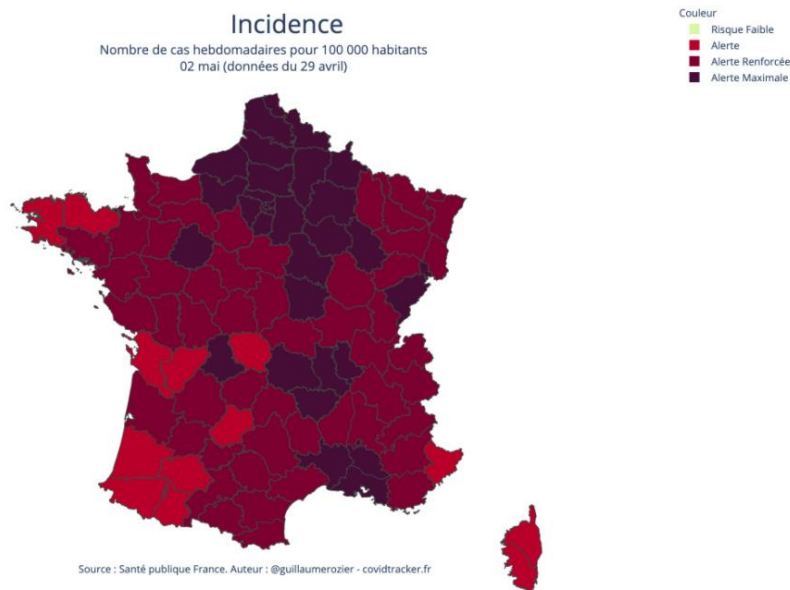 Incidence
Nombre de cas hebdomadaires pour 100 000 habitants
02 mai (données du 29 avril)
Couleur
Risque Faible
Alerte
Alerte Renforcée
Alerte Maximale
Source : Santé publique France. Auteur : @guillaumerozier - covidtracker.fr